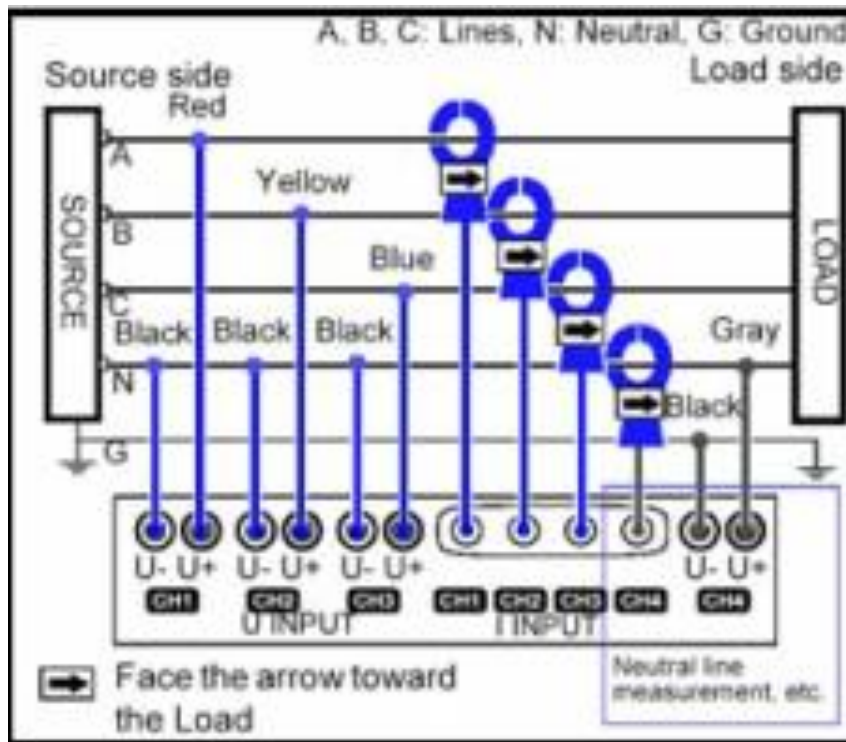 A, B, C: Lines, N: Neutral, G: Ground
Source side
Load side
Red
A
Yellow
B
Blue
C
Black Black Black
Gray
N
Black
G
SOURCE
LOAD
U- U+ U- U+ U- U+ U- U+
CH1 CH2 CH3 CH1 CH2 CH3 CH4 CH4
U INPUT I INPUT
Neutral line
measurement, etc.
Face the arrow toward
the Load